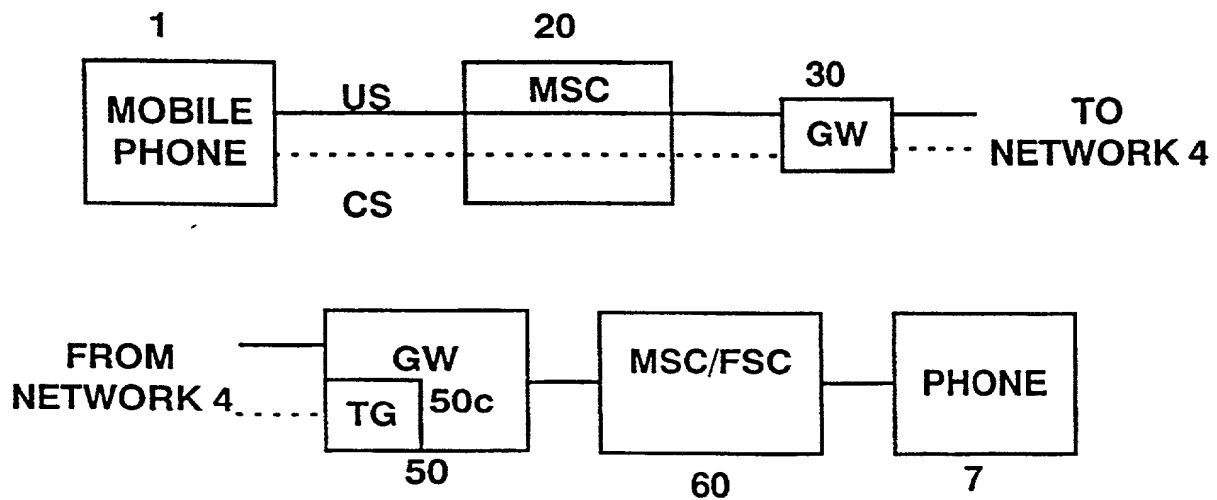 1
20
30
MOBILE
PHONE
US
CS
MSC
GW
TO
NETWORK 4
FROM
NETWORK 4
GW
TG
50c
50
MSC/FSC
60
PHONE
7